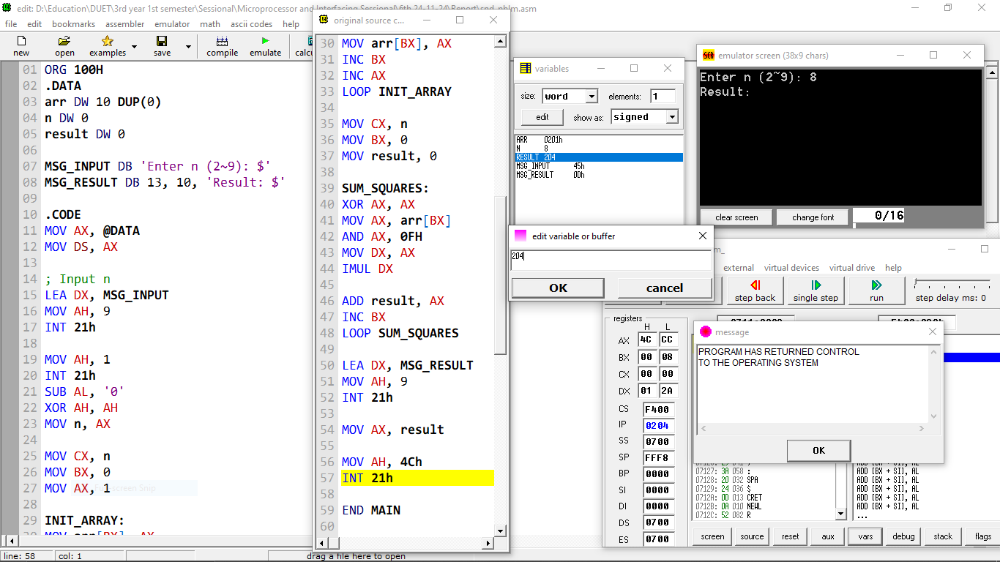 edit: D:\Education\DUET\3rd year 1st semester\Sessional\Microprocessor and Interfacing Sessional\6th 24-11-24\Report\snd_pblm.asm
file edit bookmarks assembler emulator math ascii codes help
new open examples save compile emulate
01 ORG 100H
02 .DATA
03 arr DW 10 DUP(0)
04 n DW 0
05 result DW 0
06
07 MSG_INPUT DB 'Enter n (2~9): $'
08 MSG_RESULT DB 13, 10, 'Result: $'
09
10 .CODE
11 MOV AX, @DATA
12 MOV DS, AX
13
14 ; Input n
15 LEA DX, MSG_INPUT
16 MOV AH, 9
17 INT 21h
18
19 MOV AH, 1
20 INT 21h
21 SUB AL, '0'
22 XOR AH, AH
23 MOV n, AX
24
25 MOV CX, n
26 MOV BX, 0
27 MOV AX, 1
28
29 INIT_ARRAY:
Full-screen Snip
line: 58 col: 1 drag a file here to open
original source c...
30 MOV arr[BX], AX
31 INC BX
32 INC AX
33 LOOP INIT_ARRAY
34
35 MOV CX, n
36 MOV BX, 0
37 MOV result, 0
38
39 SUM_SQUARES:
40 XOR AX, AX
41 MOV AX, arr[BX]
42 AND AX, 0FH
43 MOV DX, AX
44 IMUL DX
45
46 ADD result, AX
47 INC BX
48 LOOP SUM_SQUARES
49
50 LEA DX, MSG_RESULT
51 MOV AH, 9
52 INT 21h
53
54 MOV AX, result
55
56 MOV AH, 4Ch
57 INT 21h
58
59 END MAIN
60
variables
size: word elements: 1
edit show as: signed
ARR 0201h
N 8
RESULT 204
MSG_INPUT 45h
MSG_RESULT 0Dh
emulator screen (38x9 chars)
Enter n (2~9): 8
Result:
clear screen change font 0/16
edit variable or buffer
204
OK cancel
external virtual devices virtual drive help
step back single step run step delay ms: 0
registers
H L
AX 4C CC
BX 00 08
CX 00 00
DX 01 2A
CS F400
IP 0204
SS 0700
SP FFF8
BP 0000
SI 0000
DI 0000
DS 0700
ES 0700
message
PROGRAM HAS RETURNED CONTROL
TO THE OPERATING SYSTEM
OK
07127: 3A 058 : ADD [BX + SI], AL
07128: 20 032 SPA ADD [BX + SI], AL
07129: 24 036 $ ADD [BX + SI], AL
0712A: 0D 013 CRET ADD [BX + SI], AL
0712B: 0A 010 NEWL ADD [BX + SI], AL
0712C: 52 082 R ...
screen source reset aux vars debug stack flags